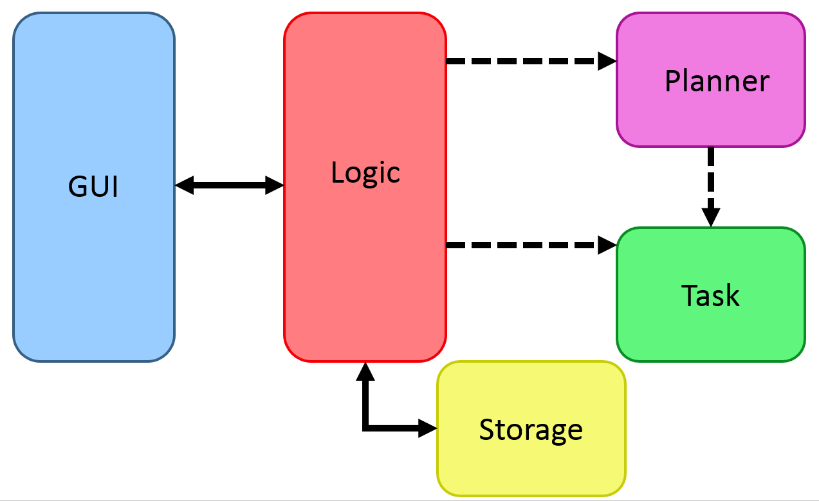 GUI
Logic
Planner
Task
Storage